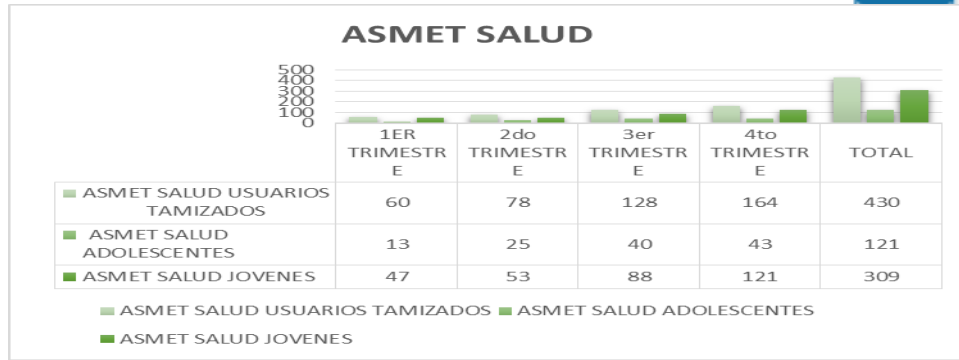 ASMET SALUD
500
400
300
200
100
0
1ER TRIMESTR E 2do TRIMESTR E 3er TRIMESTR E 4to TRIMESTR E TOTAL
ASMET SALUD USUARIOS TAMIZADOS 60 78 128 164 430
ASMET SALUD ADOLESCENTES 13 25 40 43 121
ASMET SALUD JOVENES 47 53 88 121 309
ASMET SALUD USUARIOS TAMIZADOS ASMET SALUD ADOLESCENTES
ASMET SALUD JOVENES